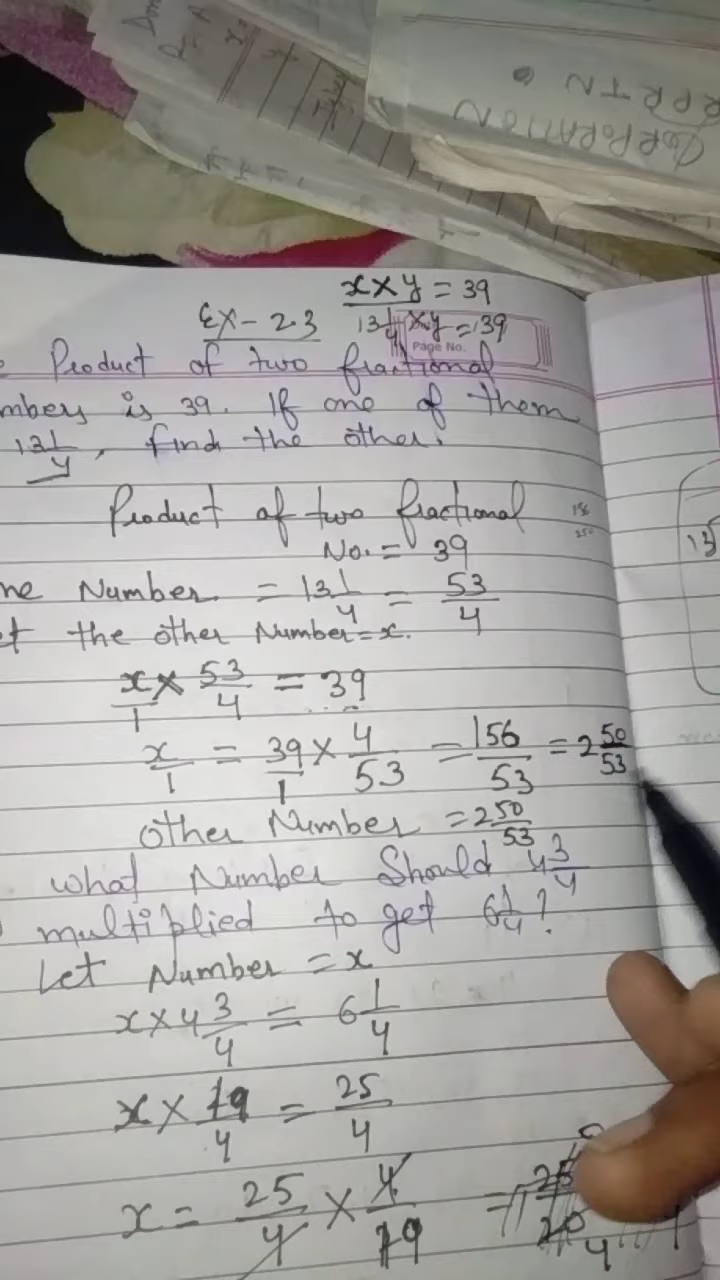 CORPORATION
RPRTN
x × y = 39
Ex - 2.3
13 1/4 × y = 39
Page No.
Product of two fractional
mbers is 39. If one of them
13 1/4, find the other.
Product of two fractional
No. = 39
ne Number = 13 1/4 = 53/4
et the other Number = x.
x/1 × 53/4 = 39
x/1 = 39/1 × 4/53 = 156/53 = 2 50/53
Other Number = 2 50/53
What Number Should 4 3/4
multiplied to get 6 1/4?
Let Number = x
x × 4 3/4 = 6 1/4
x × 19/4 = 25/4
x = 25/4 × 4/19 =
13